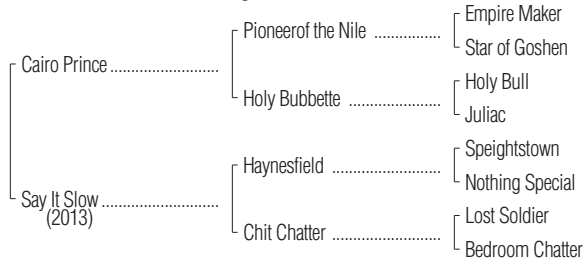 Empire Maker
Pioneerof the Nile ................
Star of Goshen
Cairo Prince ..........................
Holy Bull
Holy Bubbette ......................
Juliac
Speightstown
Haynesfield ..........................
Nothing Special
Say It Slow ............................
(2013)
Lost Soldier
Chit Chatter ..........................
Bedroom Chatter